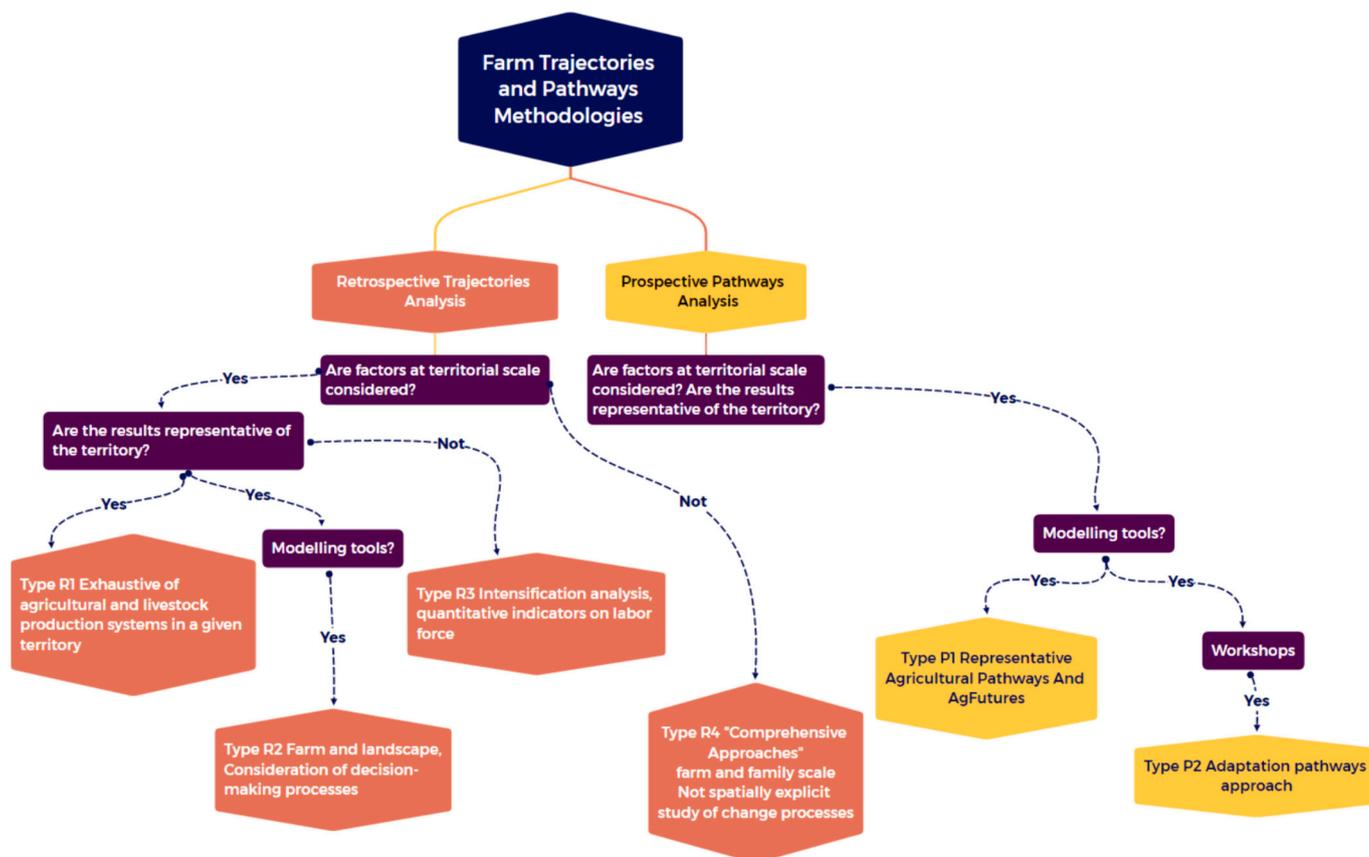 Farm Trajectories
and Pathways
Methodologies
Retrospective Trajectories
Analysis
Prospective Pathways
Analysis
Are factors at territorial scale
considered?
Are factors at territorial scale
considered? Are the results
representative of the territory?
Yes
Yes
Are the results representative of
the territory?
Not
Yes
Yes
Not
Modelling tools?
Modelling tools?
Type R1 Exhaustive of
agricultural and livestock
production systems in a given
territory
Type R3 Intensification analysis,
quantitative indicators on labor
force
Yes
Yes
Yes
Workshops
Type P1 Representative
Agricultural Pathways And
AgFutures
Yes
Type R2 Farm and landscape,
Consideration of decision-
making processes
Type R4 "Comprehensive
Approaches"
farm and family scale
Not spatially explicit
study of change processes
Type P2 Adaptation pathways
approach